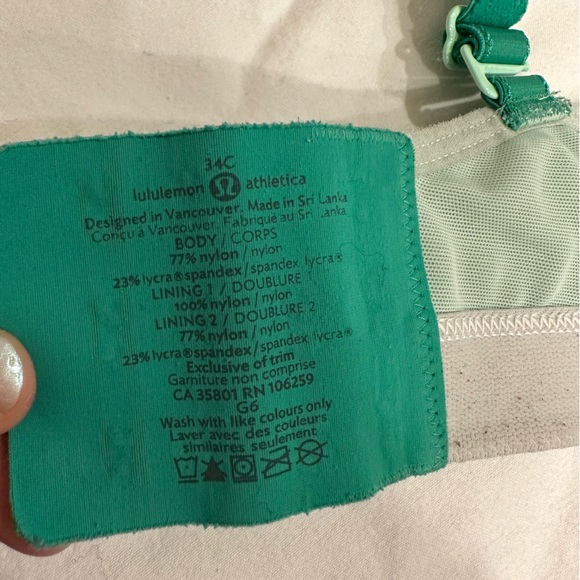 34C
lululemon athletica
Designed in Vancouver. Made in Sri Lanka
Conçu à Vancouver. Fabriqué au Sri Lanka
BODY / CORPS
77% nylon / nylon
23% lycra® spandex / spandex lycra®
LINING 1 / DOUBLURE 1
100% nylon / nylon
LINING 2 / DOUBLURE 2
77% nylon / nylon
23% lycra® spandex / spandex lycra®
Exclusive of trim
Garniture non comprise
CA 35801 RN 106259
G6
Wash with like colours only
Laver avec des couleurs
similaires seulement